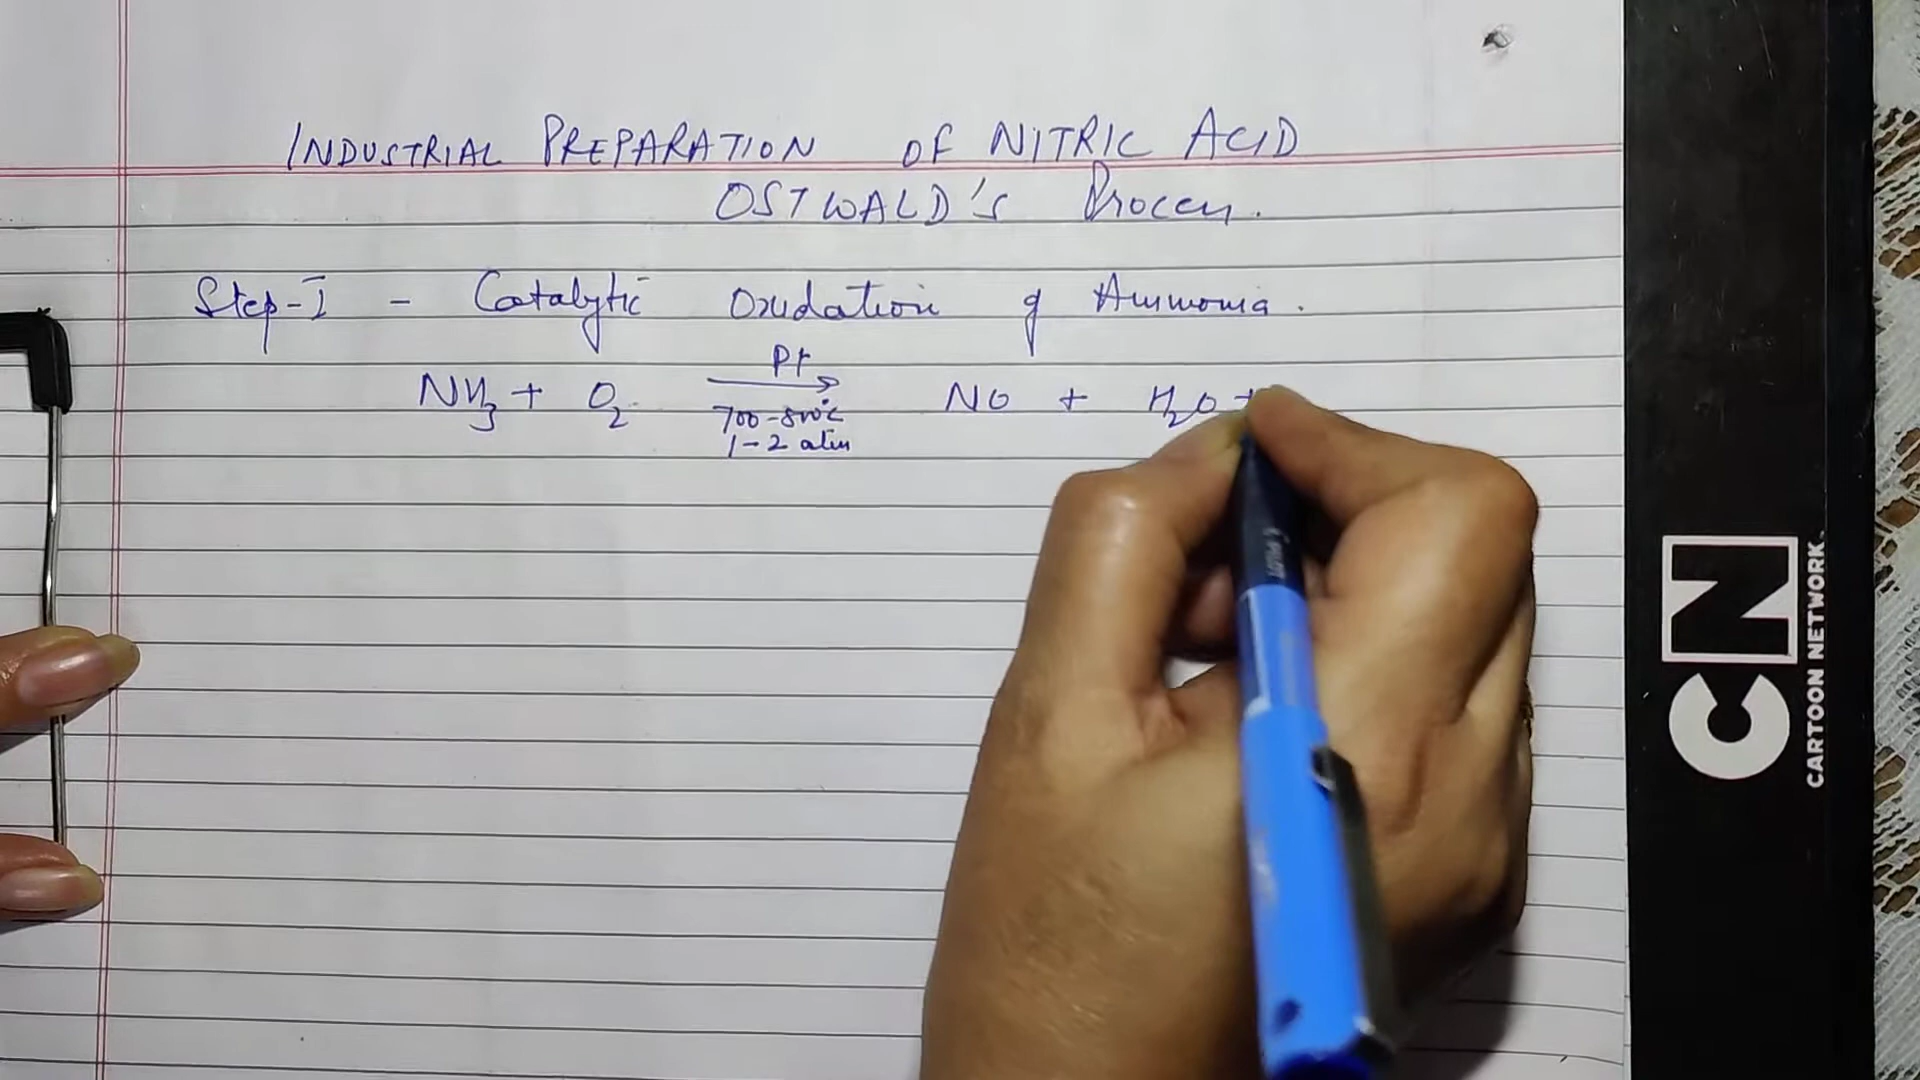 INDUSTRIAL PREPARATION OF NITRIC ACID
OSTWALD'S Process.
Step-I - Catalytic Oxidation of Ammonia.
Pt
NH3 + O2 → NO + H2O +
700-800°C
1-2 atm
CN
CARTOON NETWORK
PILOT